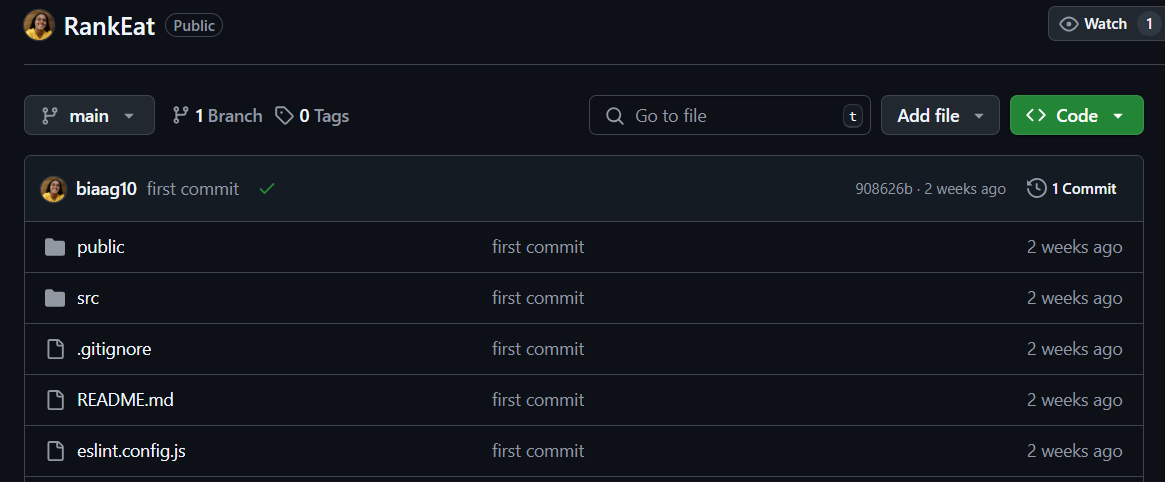 RankEat Public Watch 1
main 1 Branch 0 Tags Go to file t Add file Code
biaag10 first commit 908626b · 2 weeks ago 1 Commit
public first commit 2 weeks ago
src first commit 2 weeks ago
.gitignore first commit 2 weeks ago
README.md first commit 2 weeks ago
eslint.config.js first commit 2 weeks ago